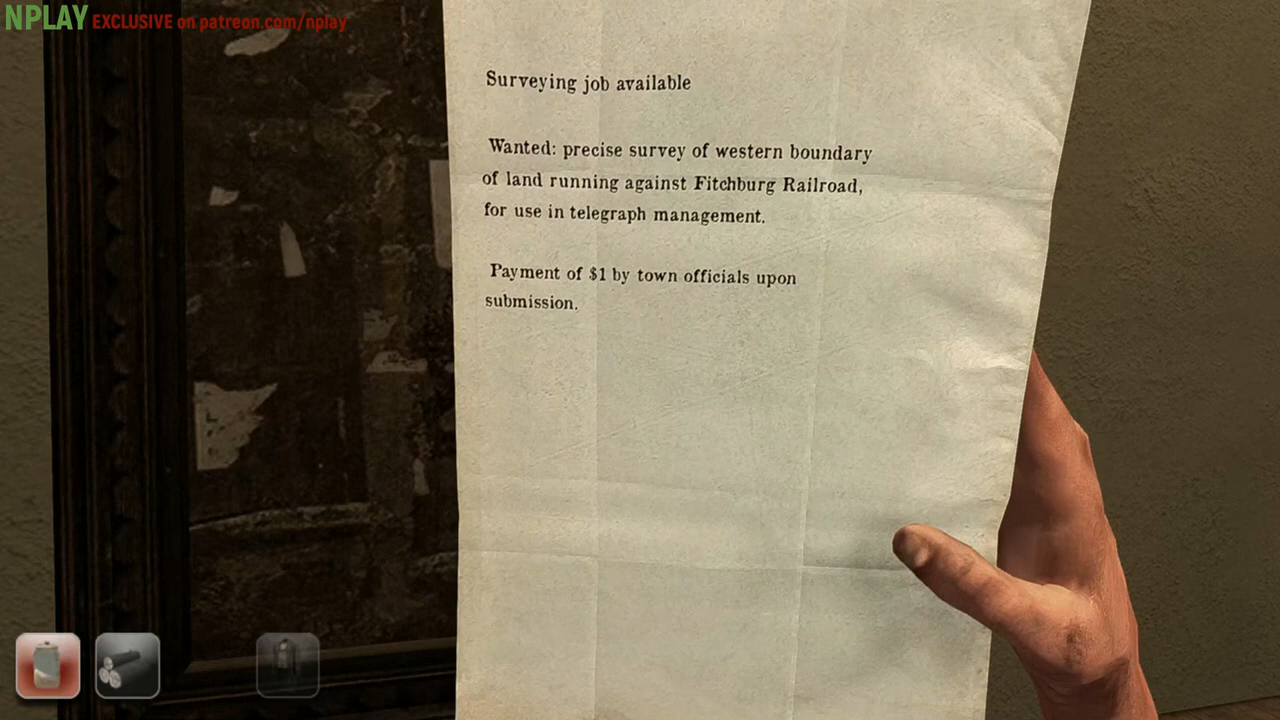 NPLAY EXCLUSIVE on patreon.com/nplay
Surveying job available
Wanted: precise survey of western boundary
of land running against Fitchburg Railroad,
for use in telegraph management.
Payment of $1 by town officials upon
submission.